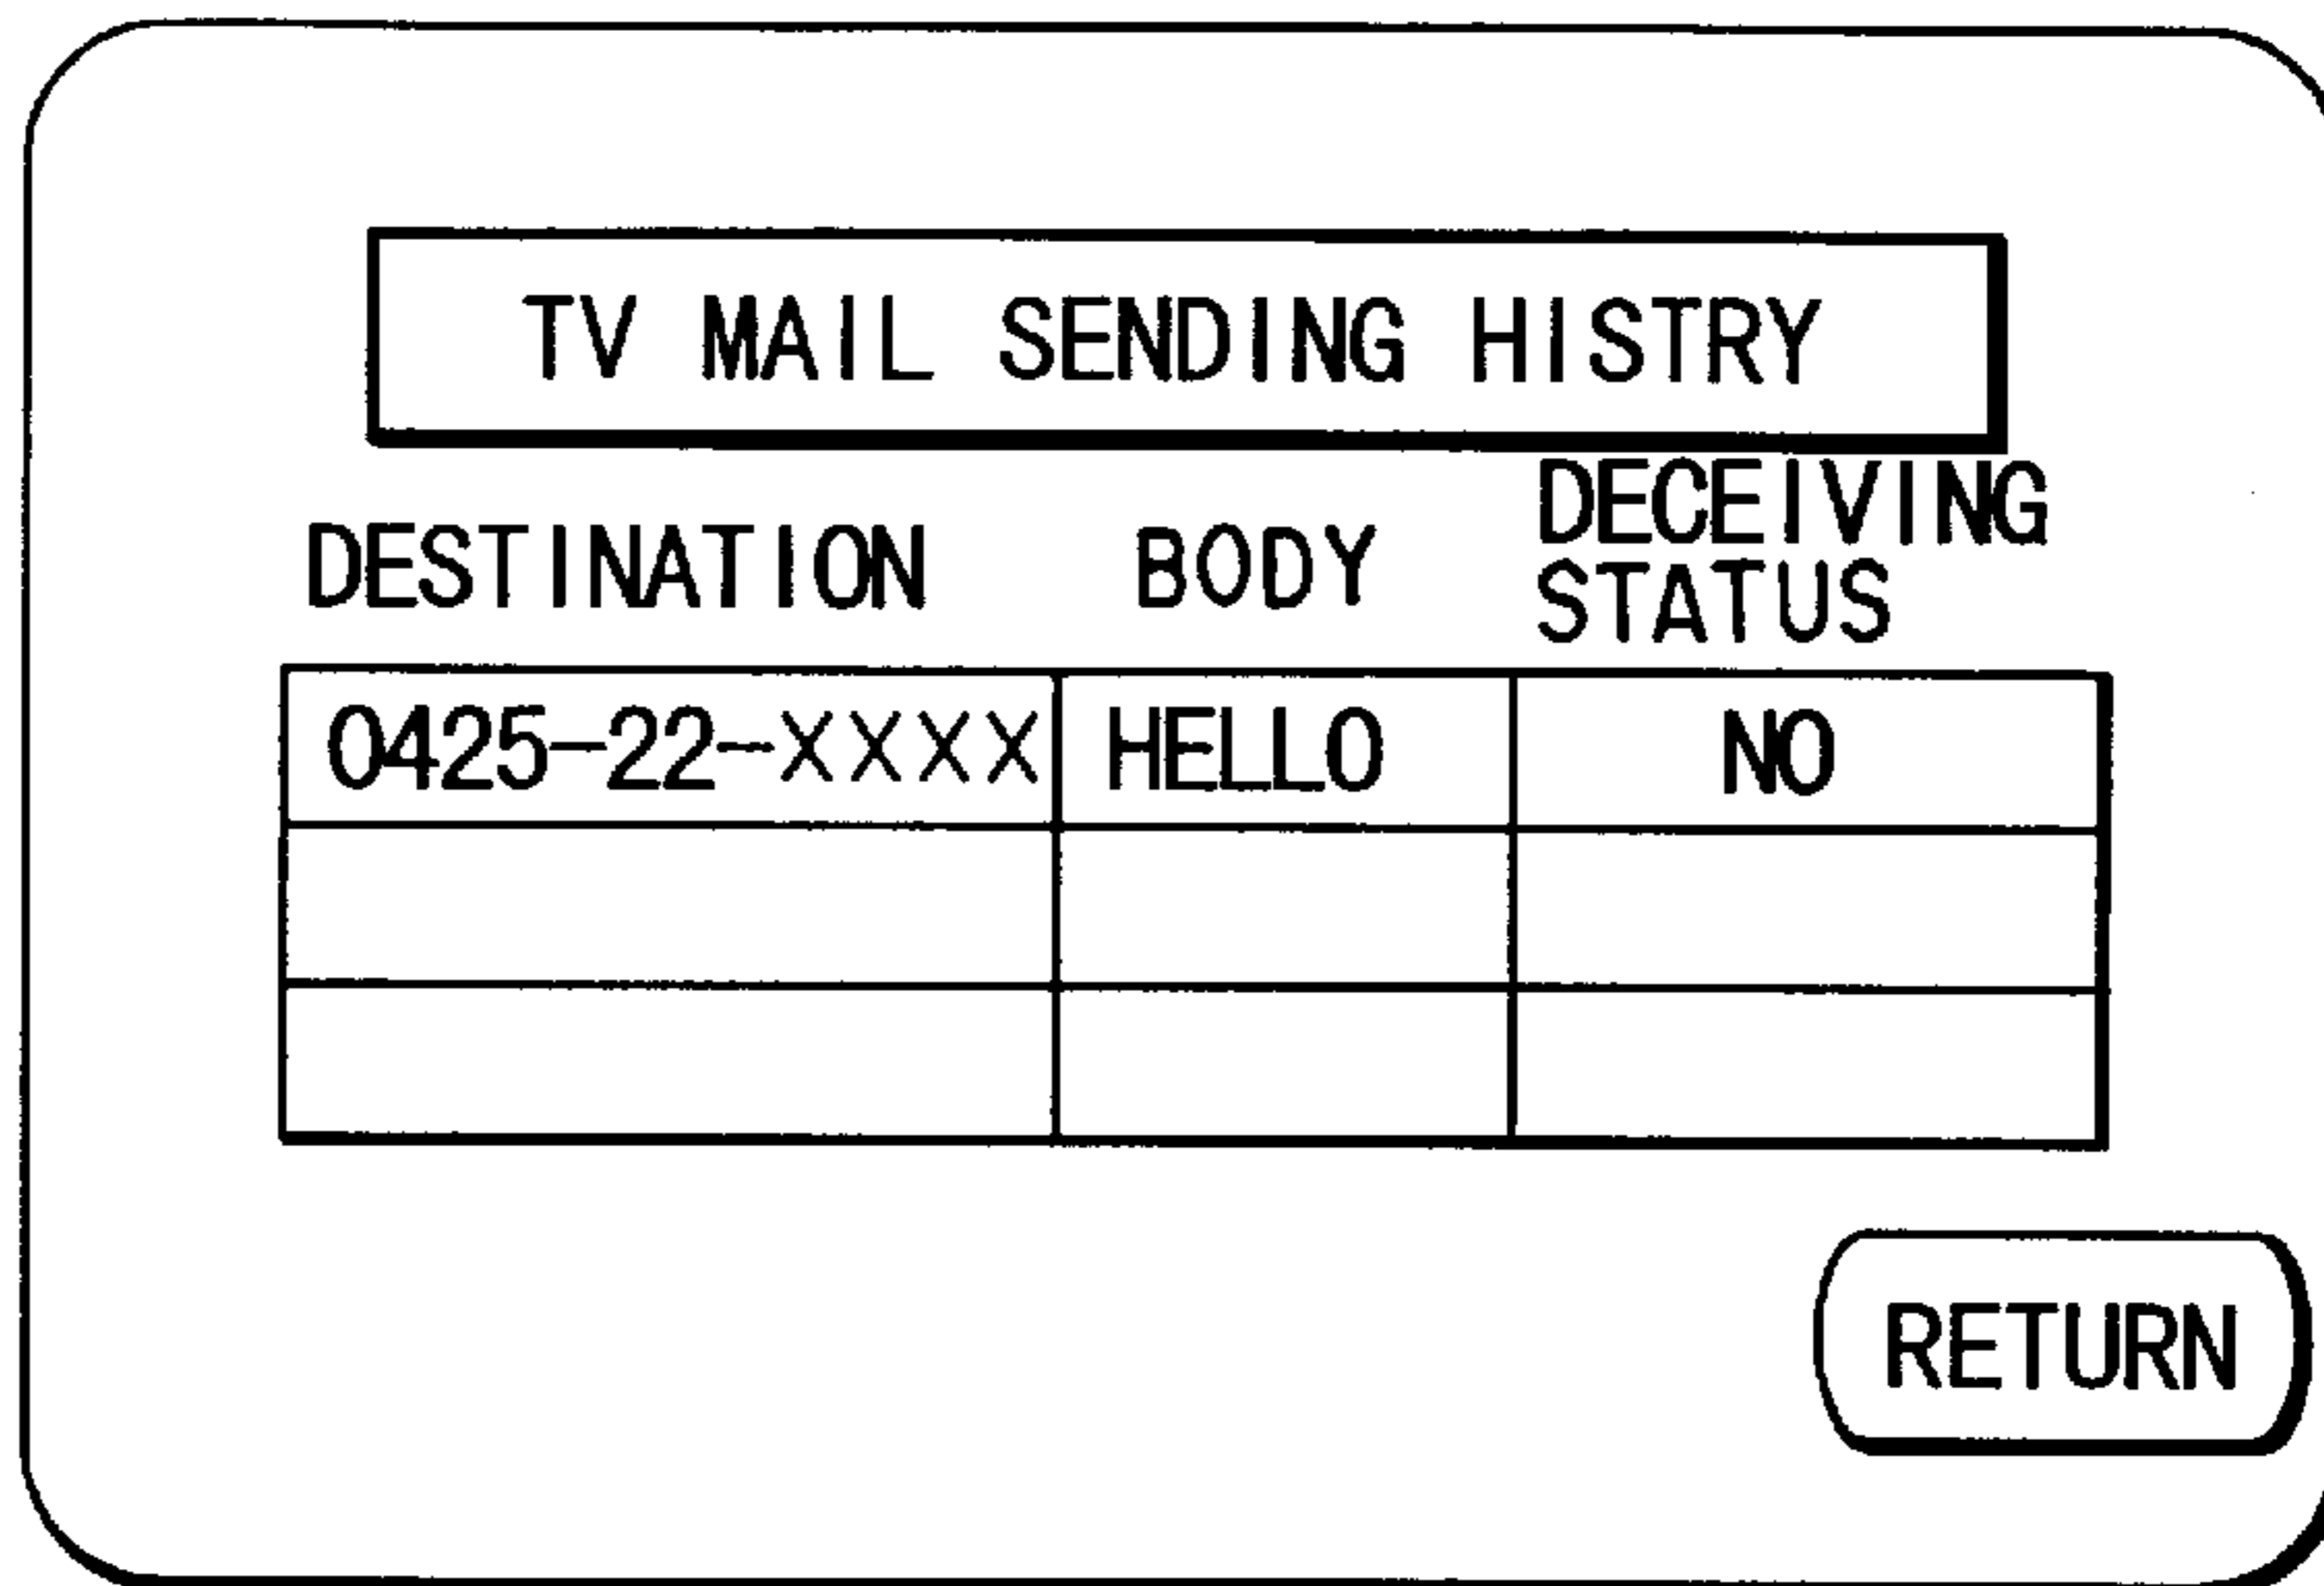 TV MAIL SENDING HISTRY
DESTINATION BODY DECEIVING
STATUS
0425-22-XXXX HELLO NO
RETURN